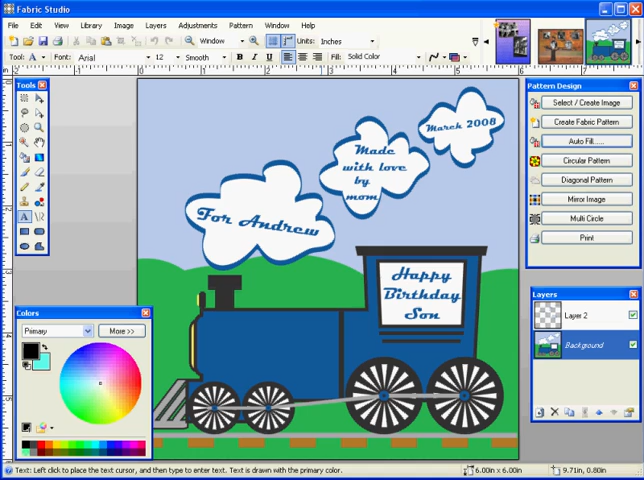 Fabric Studio
File Edit View Library Image Layers Adjustments Pattern Window Help
Window Units: Inches
Font: Arial 12 Smooth B I U Fill: Solid Color
Tools
For Andrew
Made
with love
by
mom
March 2008
Happy
Birthday
Son
Pattern Design
Select / Create Image
Create Fabric Pattern
Auto Fill.....
Circular Pattern
Diagonal Pattern
Mirror Image
Multi Circle
Print
Layers
Layer 2
Background
Colors
Primary More >>
Text: Left click to place the text cursor, and then type to enter text. Text is drawn with the primary color.
6.00in x 6.00in 9.71in, 0.80in